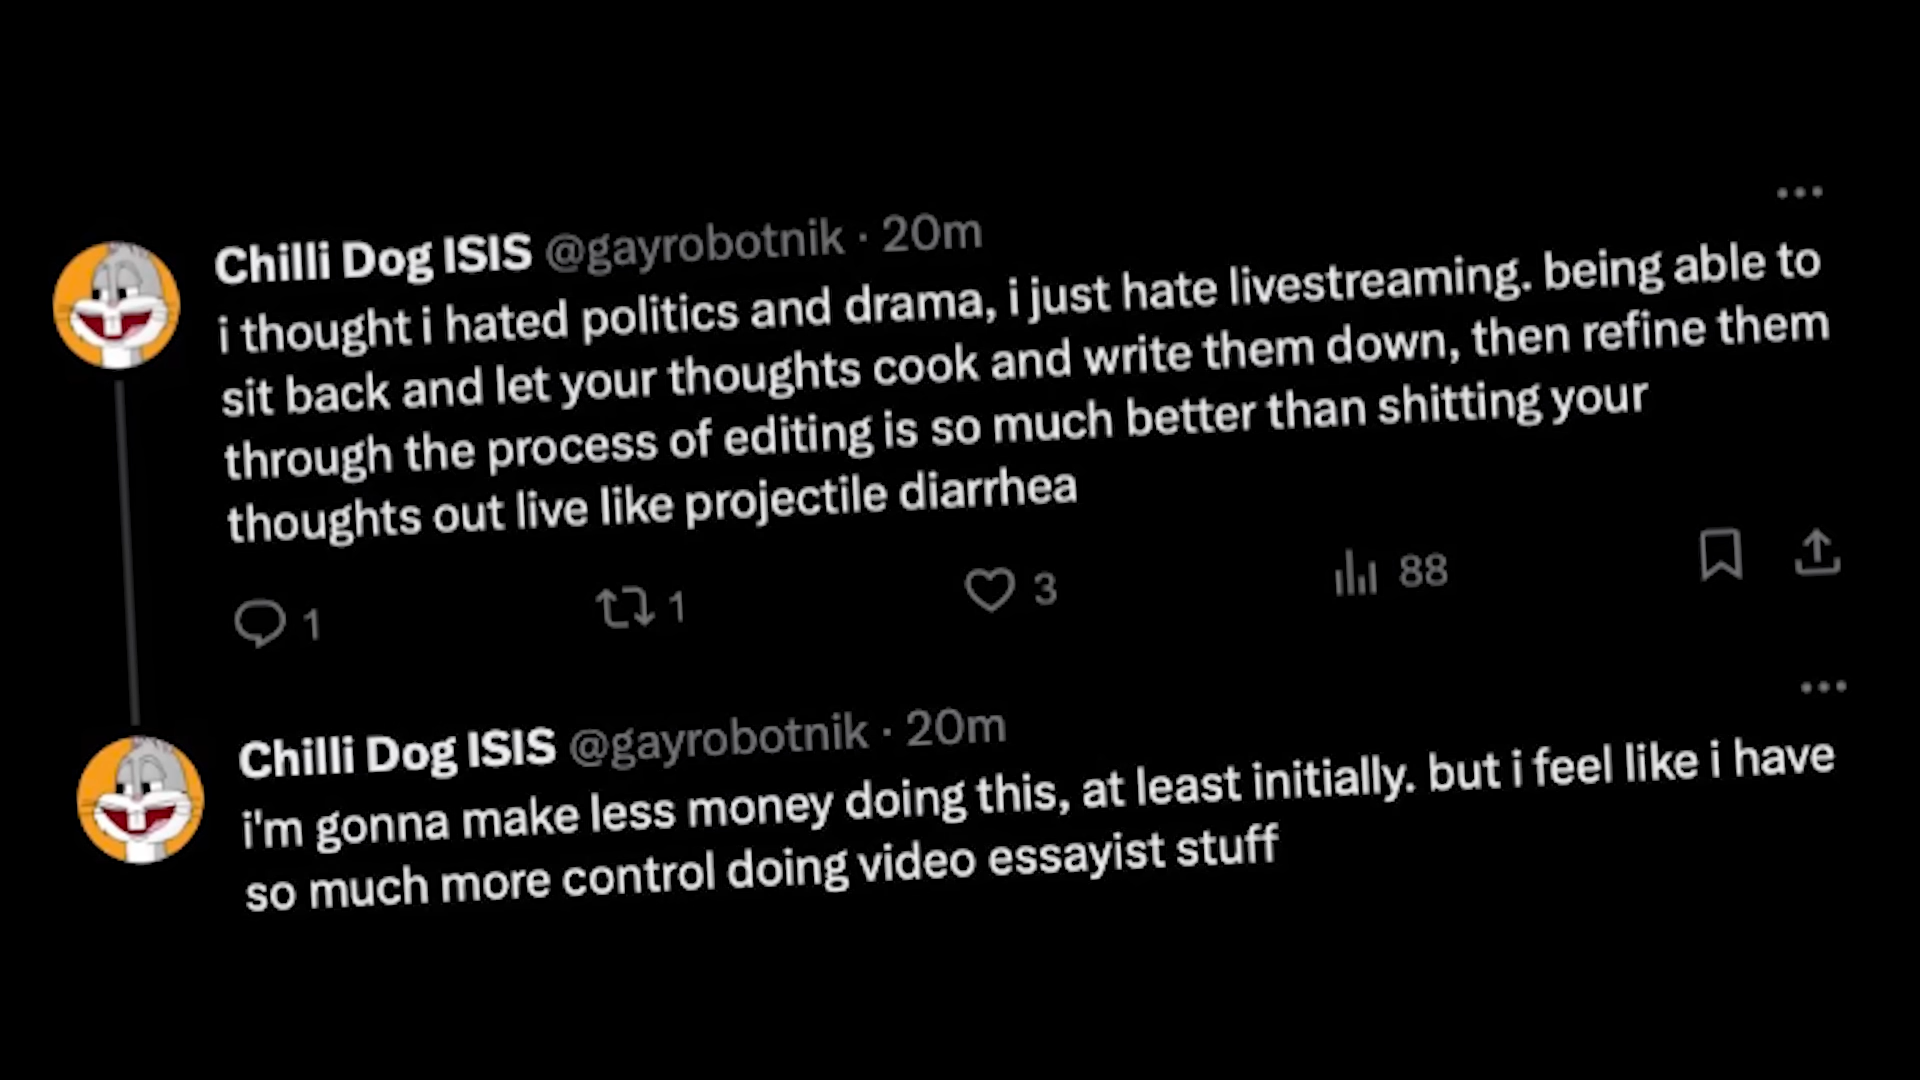 Chilli Dog ISIS @gayrobotnik · 20m
i thought i hated politics and drama, i just hate livestreaming. being able to
sit back and let your thoughts cook and write them down, then refine them
through the process of editing is so much better than shitting your
thoughts out live like projectile diarrhea
1 1 3 88
Chilli Dog ISIS @gayrobotnik · 20m
i'm gonna make less money doing this, at least initially. but i feel like i have
so much more control doing video essayist stuff